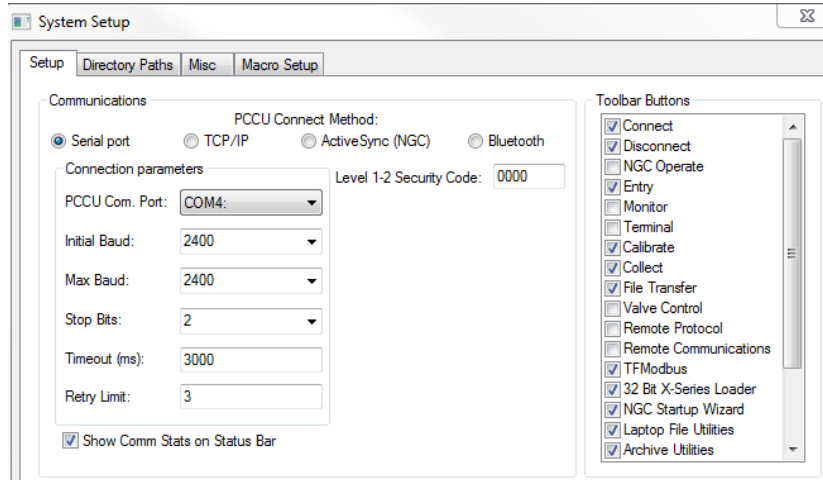 System Setup
Setup Directory Paths Misc Macro Setup
Communications
PCCU Connect Method:
Serial port TCP/IP ActiveSync (NGC) Bluetooth
Connection parameters
Level 1-2 Security Code: 0000
PCCU Com. Port: COM4:
Initial Baud: 2400
Max Baud: 2400
Stop Bits: 2
Timeout (ms): 3000
Retry Limit: 3
Show Comm Stats on Status Bar
Toolbar Buttons
Connect
Disconnect
NGC Operate
Entry
Monitor
Terminal
Calibrate
Collect
File Transfer
Valve Control
Remote Protocol
Remote Communications
TFModbus
32 Bit X-Series Loader
NGC Startup Wizard
Laptop File Utilities
Archive Utilities